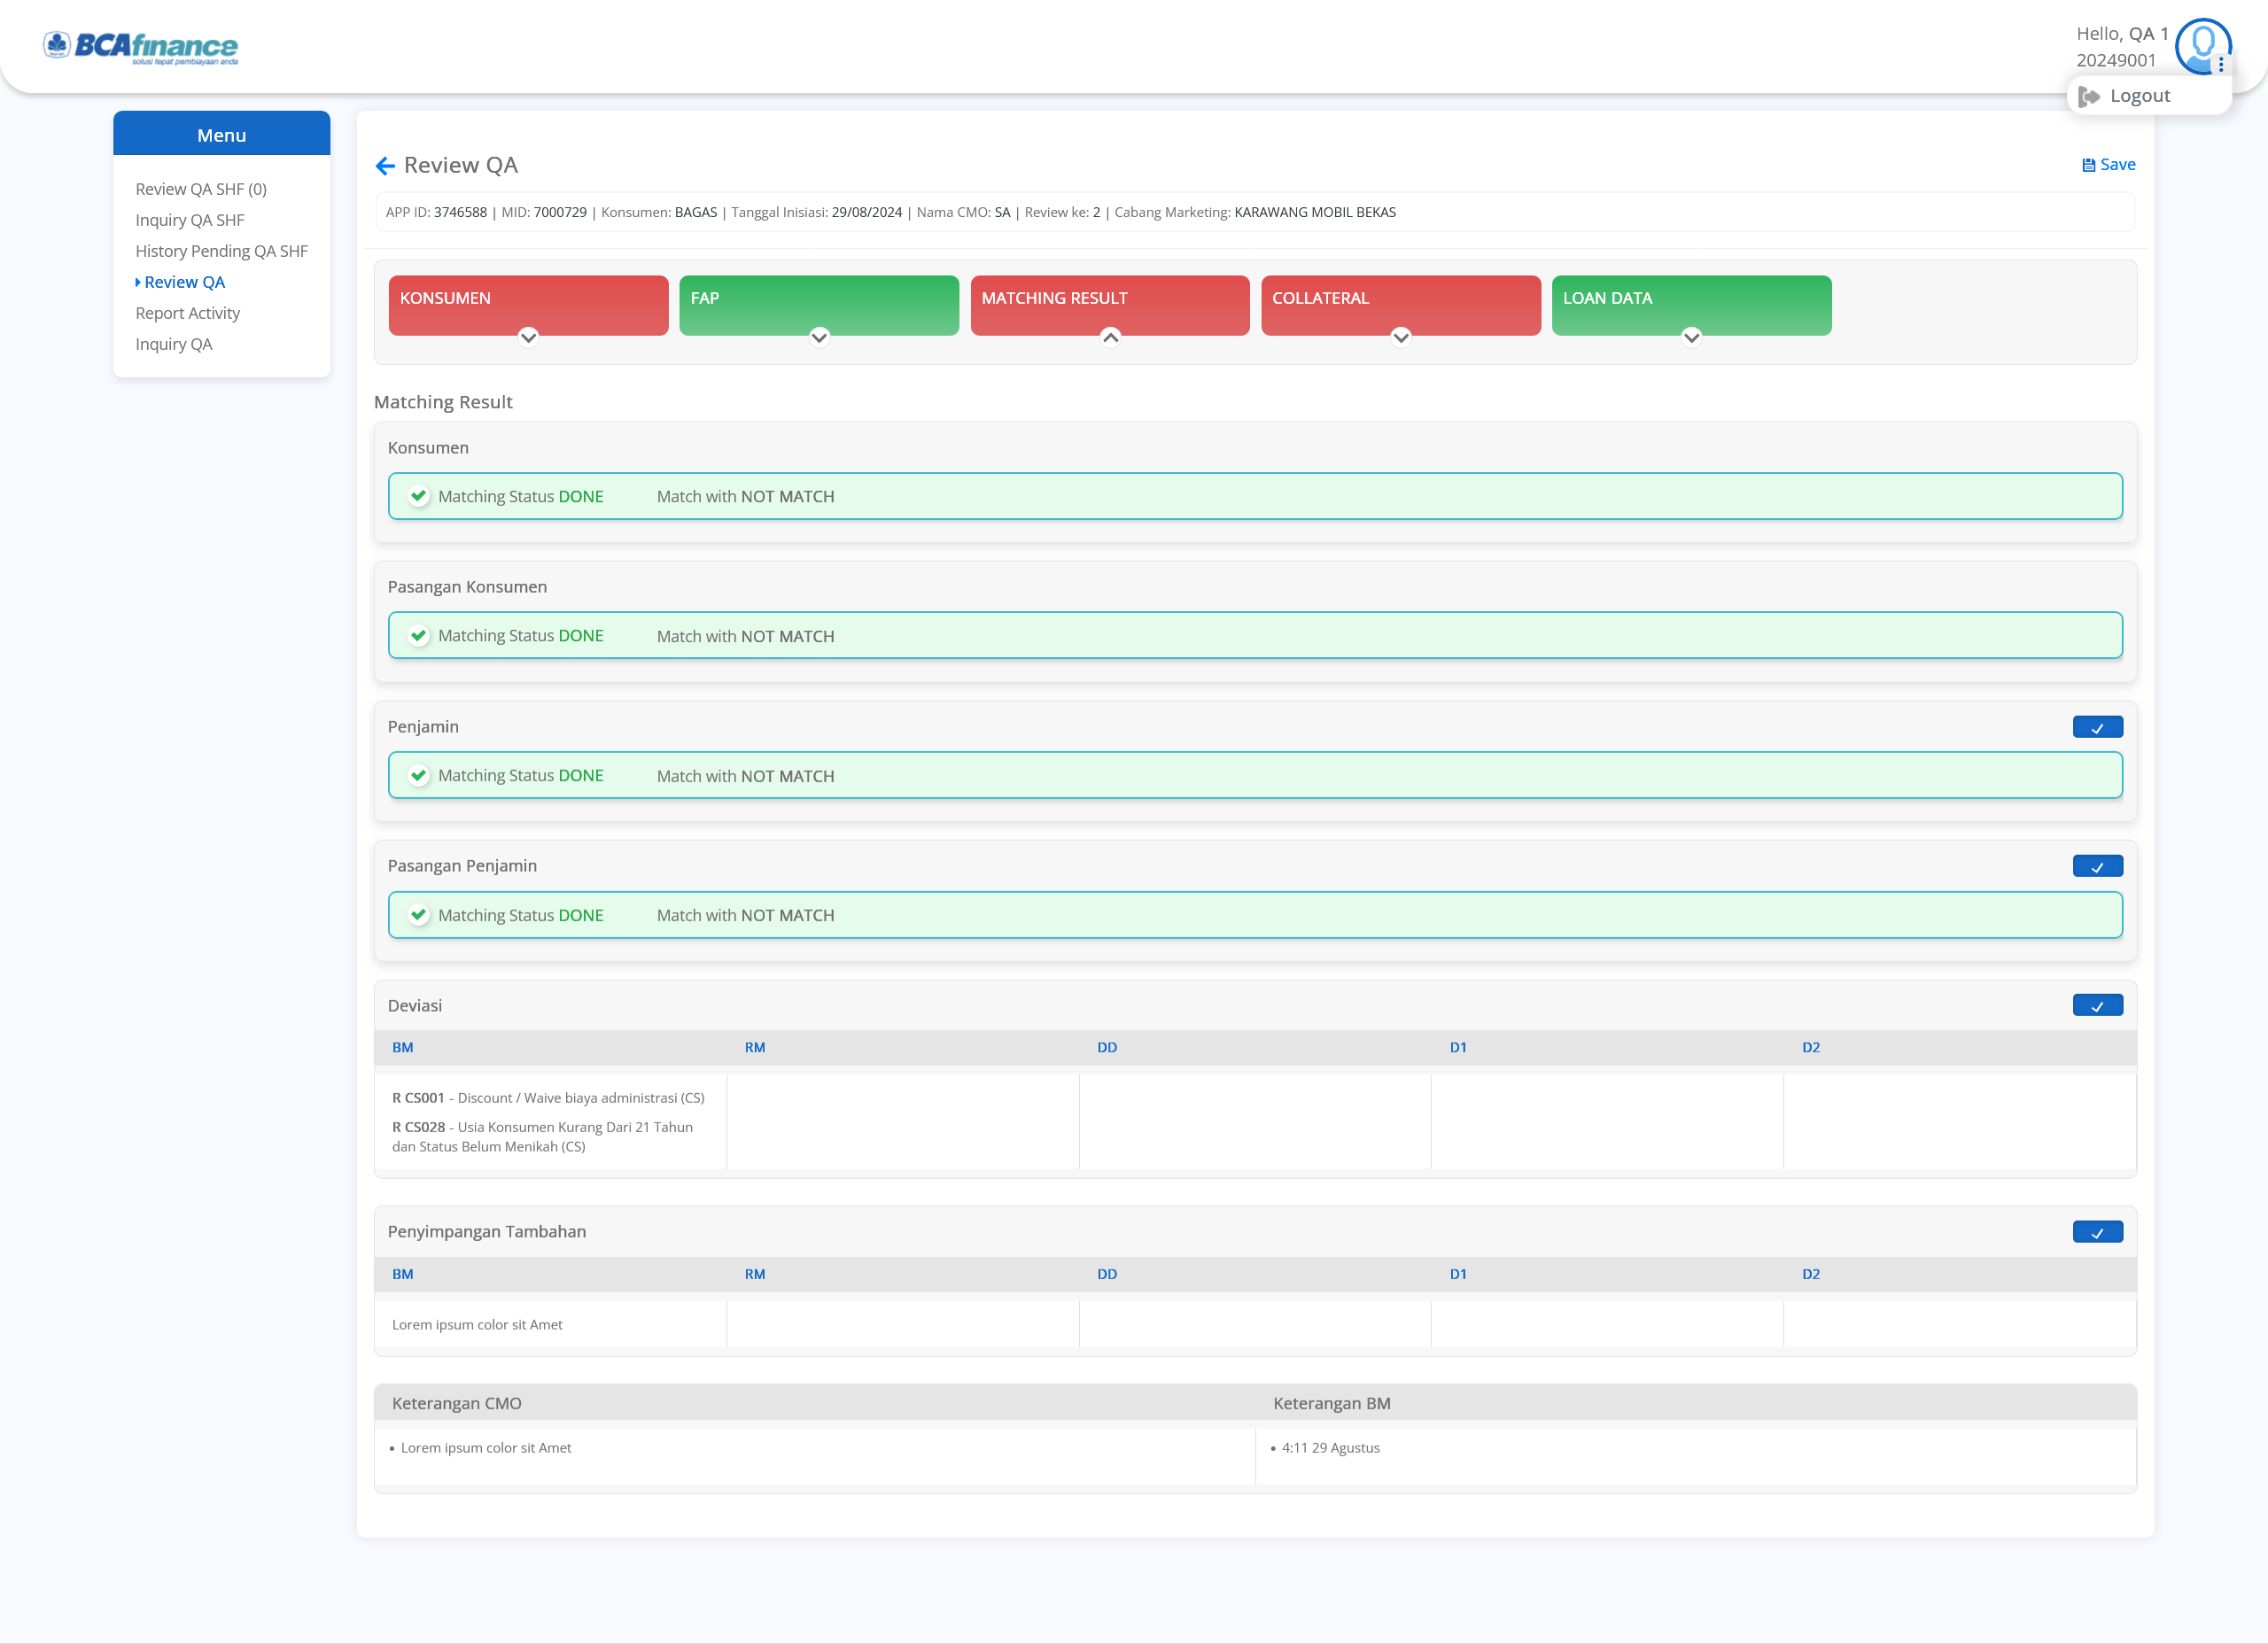 BCAfinance
solusi tepat pembiayaan anda
Hello, QA 1
20249001
Logout
Menu
Review QA SHF (0)
Inquiry QA SHF
History Pending QA SHF
Review QA
Report Activity
Inquiry QA
Review QA
Save
APP ID: 3746588 | MID: 7000729 | Konsumen: BAGAS | Tanggal Inisiasi: 29/08/2024 | Nama CMO: SA | Review ke: 2 | Cabang Marketing: KARAWANG MOBIL BEKAS
KONSUMEN FAP MATCHING RESULT COLLATERAL LOAN DATA
Matching Result
Konsumen
Matching Status DONE Match with NOT MATCH
Pasangan Konsumen
Matching Status DONE Match with NOT MATCH
Penjamin
Matching Status DONE Match with NOT MATCH
Pasangan Penjamin
Matching Status DONE Match with NOT MATCH
Deviasi
BM RM DD D1 D2
R CS001 - Discount / Waive biaya administrasi (CS)
R CS028 - Usia Konsumen Kurang Dari 21 Tahun
dan Status Belum Menikah (CS)
Penyimpangan Tambahan
BM RM DD D1 D2
Lorem ipsum color sit Amet
Keterangan CMO Keterangan BM
• Lorem ipsum color sit Amet • 4:11 29 Agustus